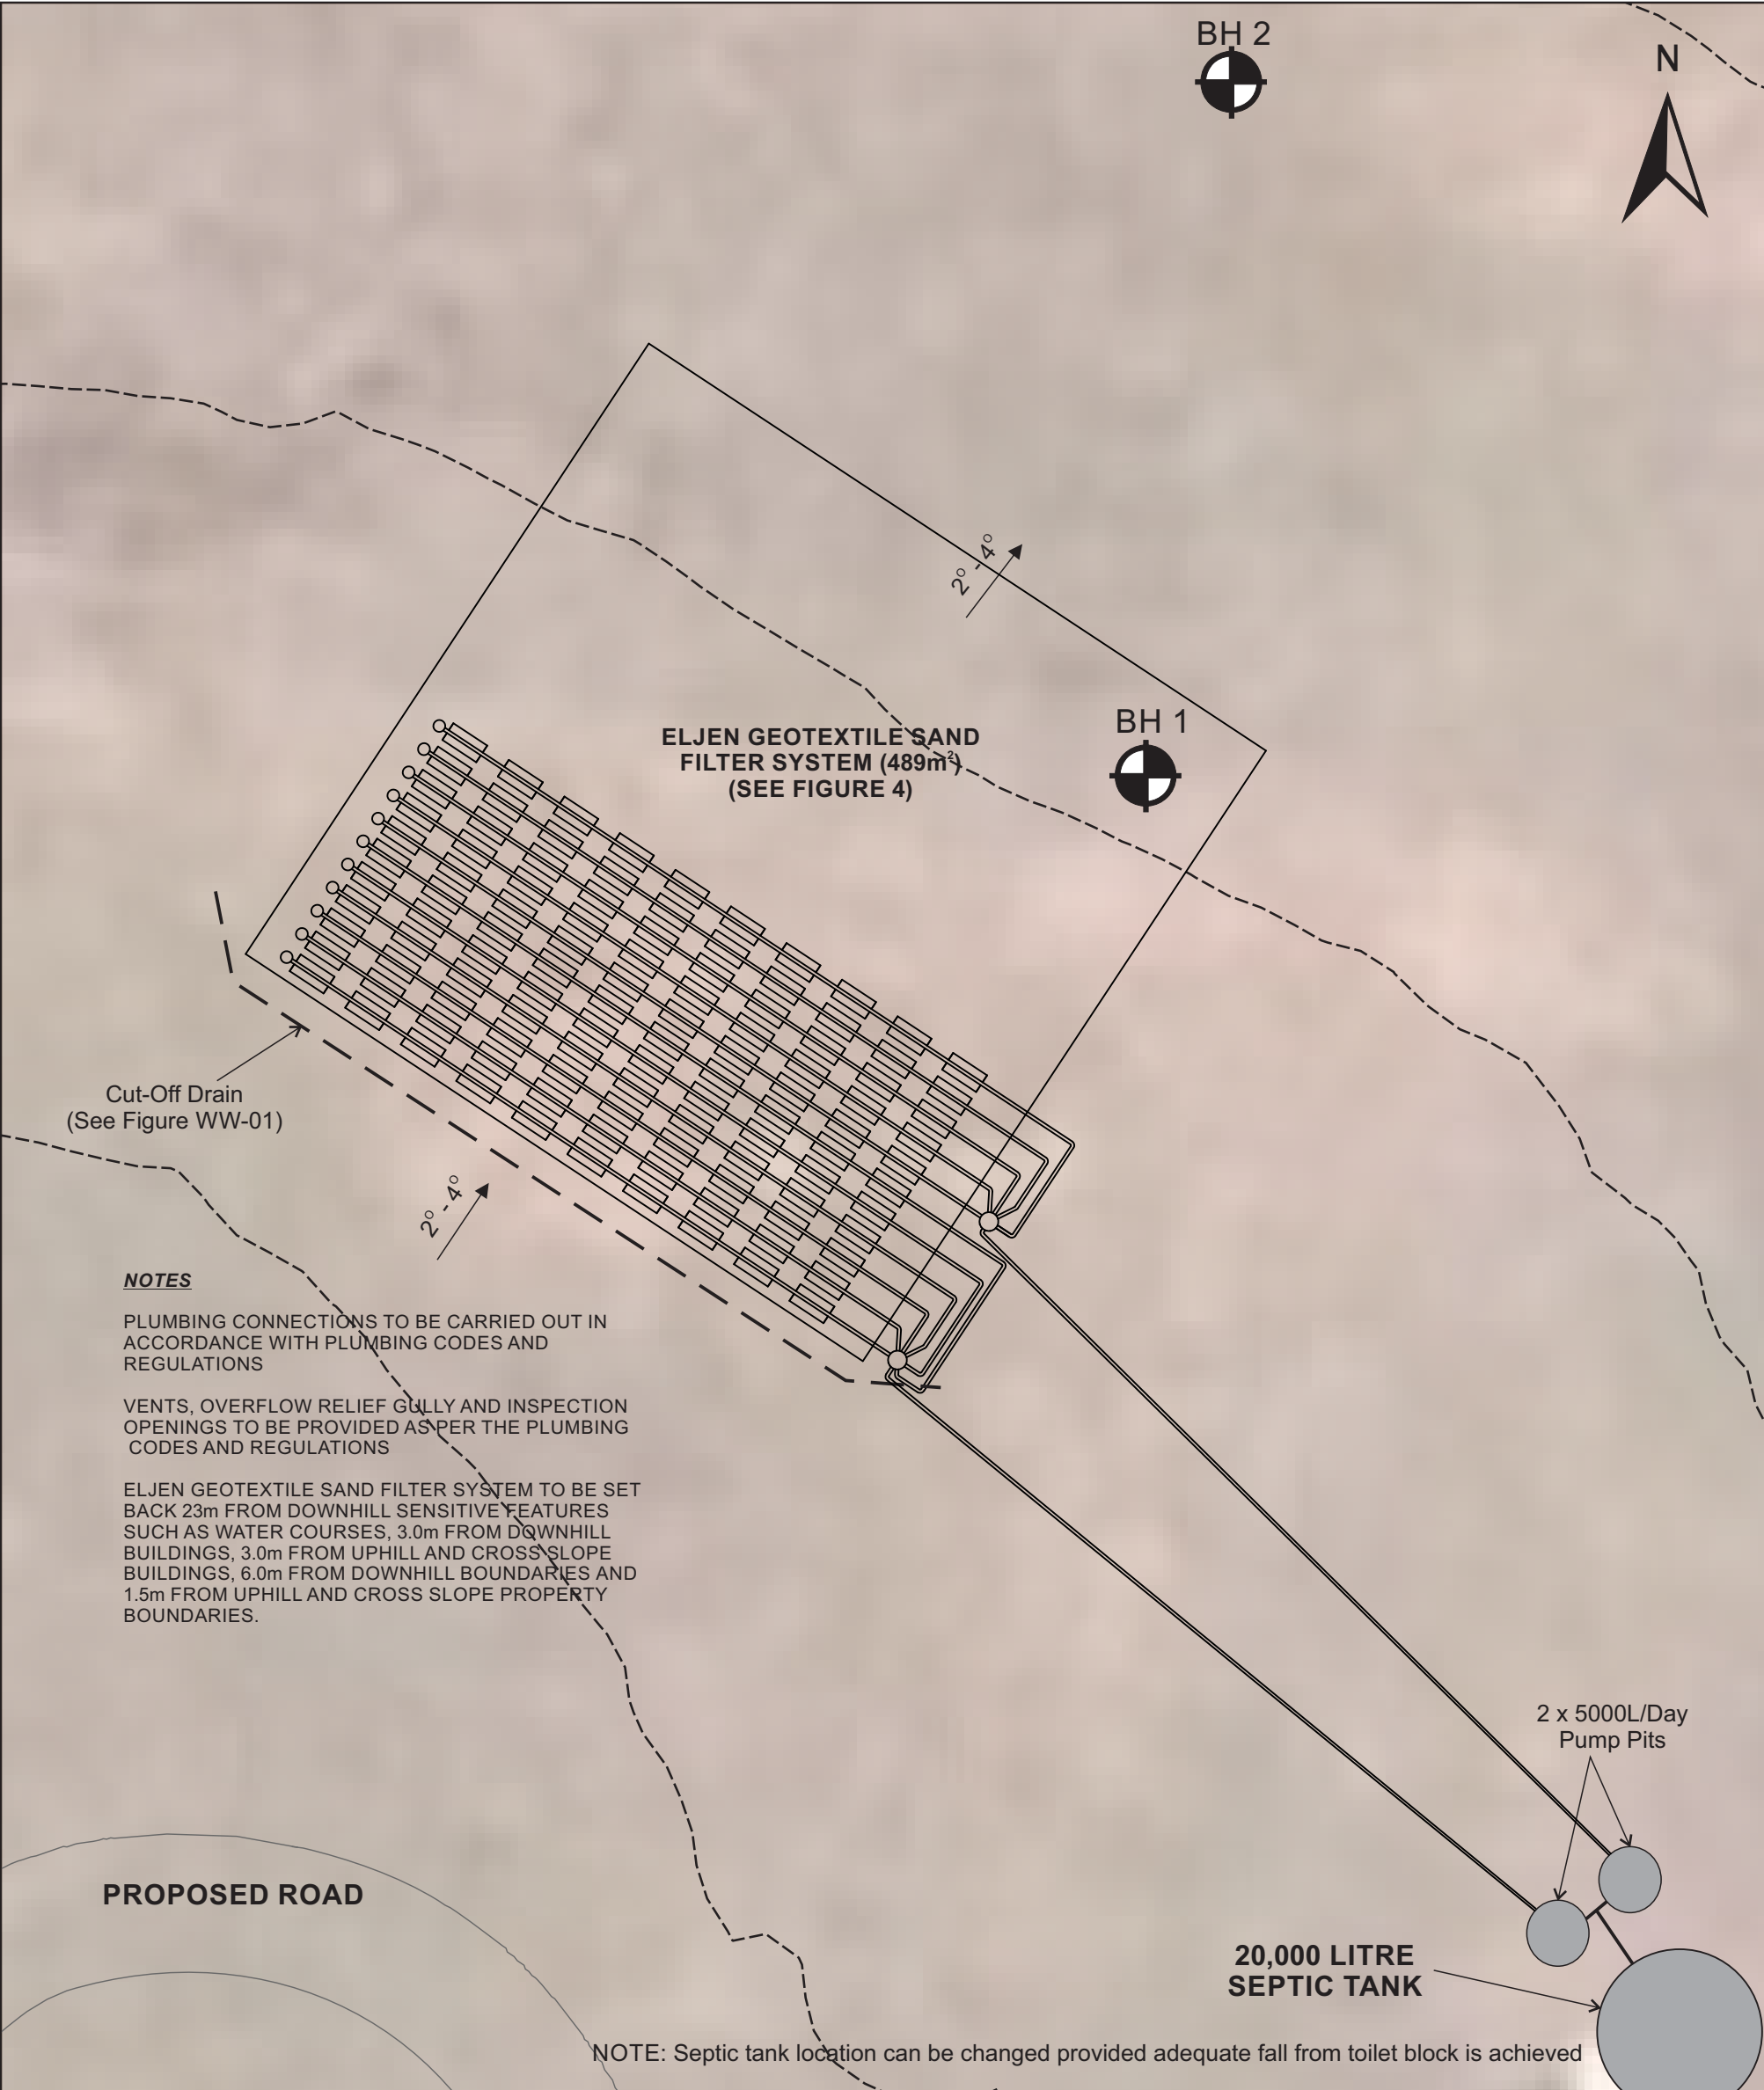 BH 2
N
2° - 4°
BH 1
ELJEN GEOTEXTILE SAND
FILTER SYSTEM (489m²)
(SEE FIGURE 4)
Cut-Off Drain
(See Figure WW-01)
2° - 4°
NOTES
PLUMBING CONNECTIONS TO BE CARRIED OUT IN
ACCORDANCE WITH PLUMBING CODES AND
REGULATIONS
VENTS, OVERFLOW RELIEF GULLY AND INSPECTION
OPENINGS TO BE PROVIDED AS PER THE PLUMBING
CODES AND REGULATIONS
ELJEN GEOTEXTILE SAND FILTER SYSTEM TO BE SET
BACK 23m FROM DOWNHILL SENSITIVE FEATURES
SUCH AS WATER COURSES, 3.0m FROM DOWNHILL
BUILDINGS, 3.0m FROM UPHILL AND CROSS SLOPE
BUILDINGS, 6.0m FROM DOWNHILL BOUNDARIES AND
1.5m FROM UPHILL AND CROSS SLOPE PROPERTY
BOUNDARIES.
2 x 5000L/Day
Pump Pits
PROPOSED ROAD
20,000 LITRE
SEPTIC TANK
NOTE: Septic tank location can be changed provided adequate fall from toilet block is achieved